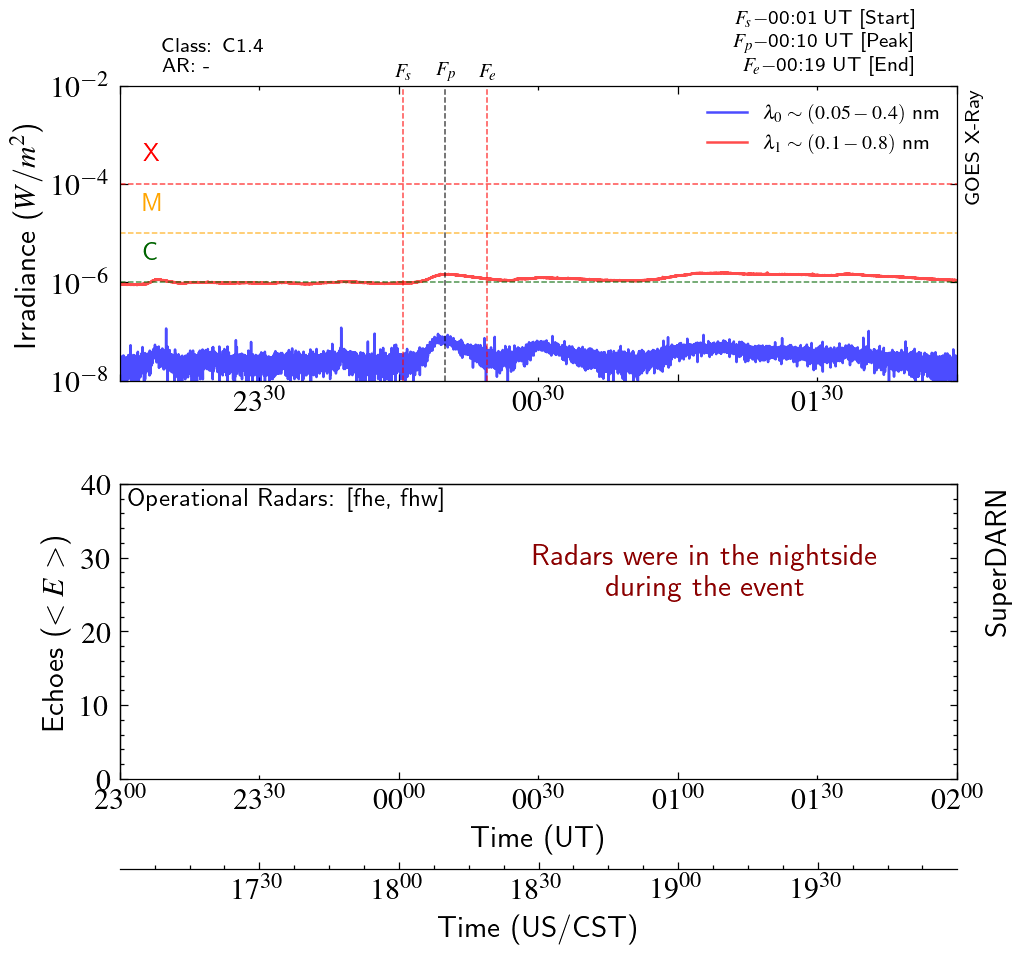 Class: C1.4
AR: -
Fₛ−00:01 UT [Start]
Fₚ−00:10 UT [Peak]
Fₑ−00:19 UT [End]
Fₛ Fₚ Fₑ
10⁻²
10⁻⁴
10⁻⁶
10⁻⁸
Irradiance (W/m²)
X
M
C
λ₀ ∼ (0.05 − 0.4) nm
λ₁ ∼ (0.1 − 0.8) nm
GOES X-Ray
23³⁰ 00³⁰ 01³⁰
Operational Radars: [fhe, fhw]
Radars were in the nightside
during the event
40
30
20
10
0
Echoes (< E >)
SuperDARN
23⁰⁰ 23³⁰ 00⁰⁰ 00³⁰ 01⁰⁰ 01³⁰ 02⁰⁰
Time (UT)
17³⁰ 18⁰⁰ 18³⁰ 19⁰⁰ 19³⁰
Time (US/CST)